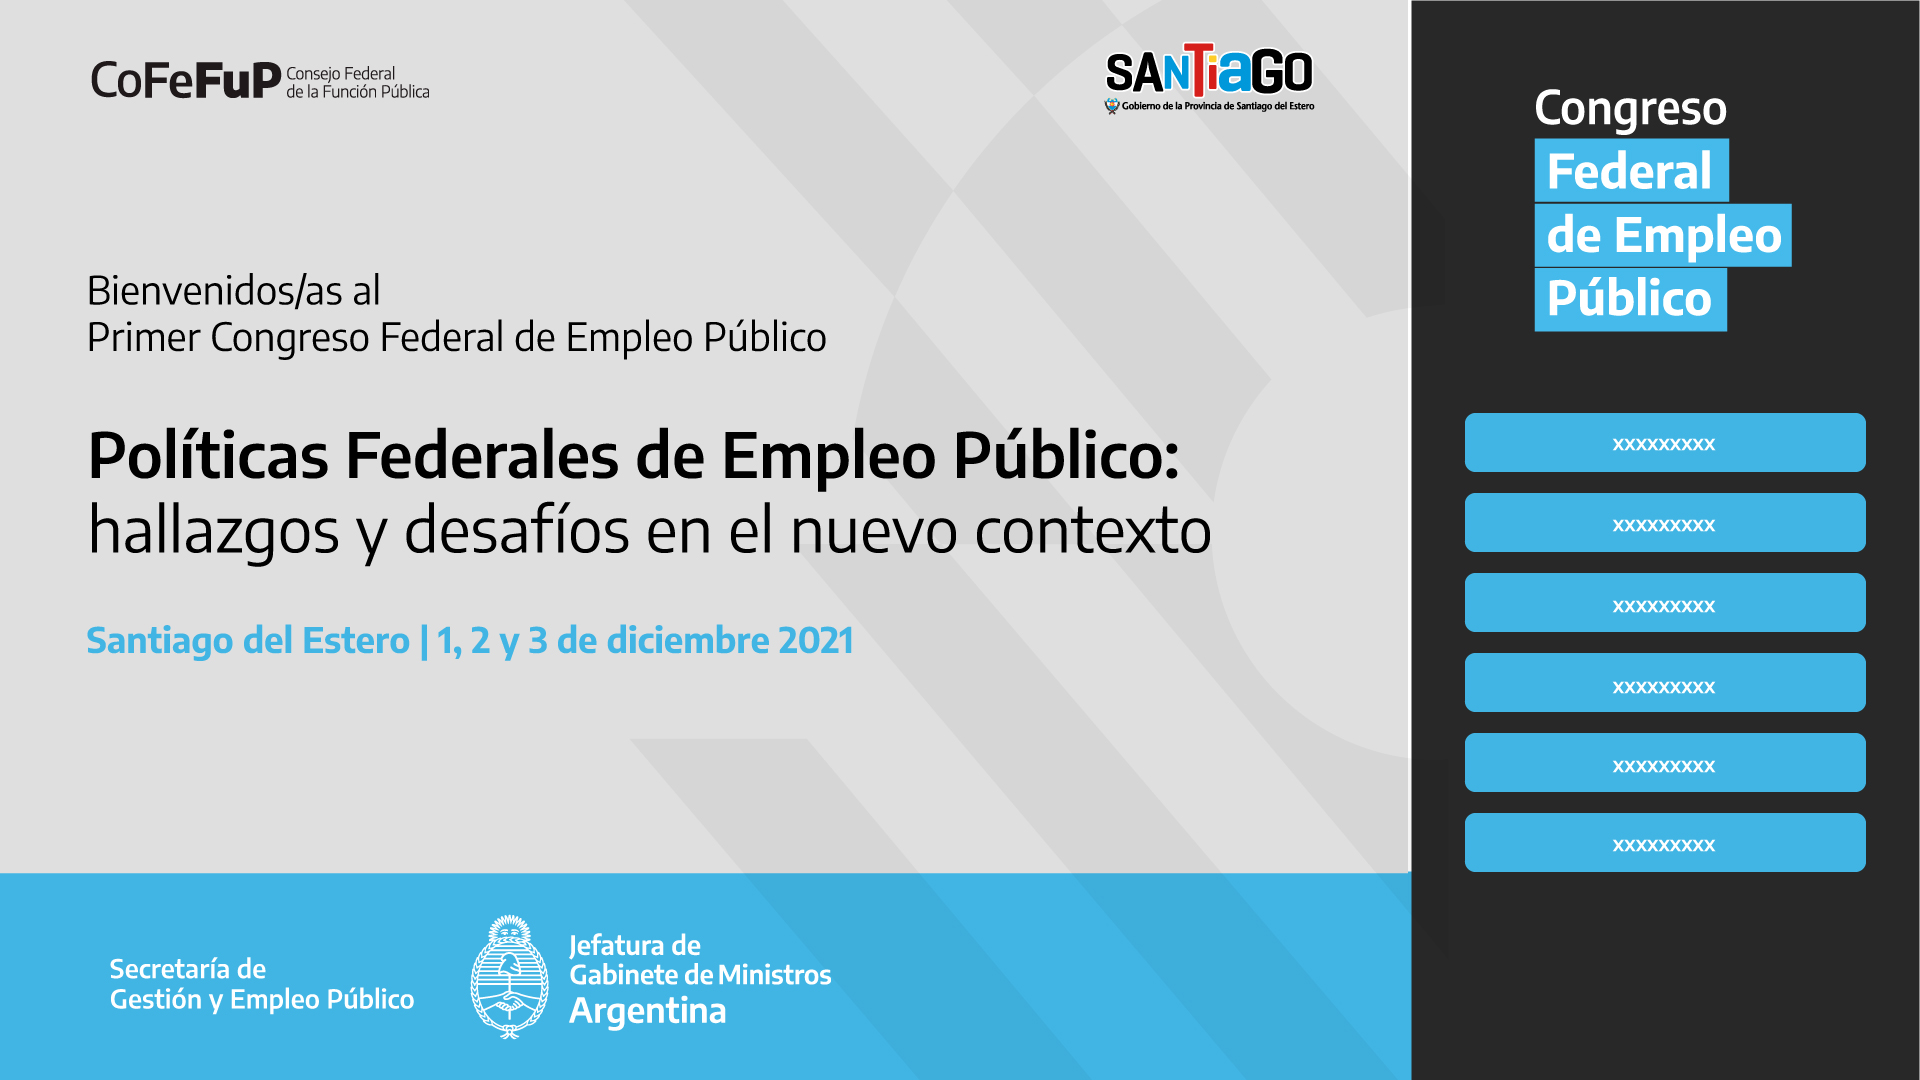 CoFeFuP Consejo Federal
de la Función Pública
SANTiaGO
Gobierno de la Provincia de Santiago del Estero
Bienvenidos/as al
Primer Congreso Federal de Empleo Público
Políticas Federales de Empleo Público:
hallazgos y desafíos en el nuevo contexto
Santiago del Estero | 1, 2 y 3 de diciembre 2021
Secretaría de
Gestión y Empleo Público
Jefatura de
Gabinete de Ministros
Argentina
Congreso
Federal
de Empleo
Público
xxxxxxxxx
xxxxxxxxx
xxxxxxxxx
xxxxxxxxx
xxxxxxxxx
xxxxxxxxx